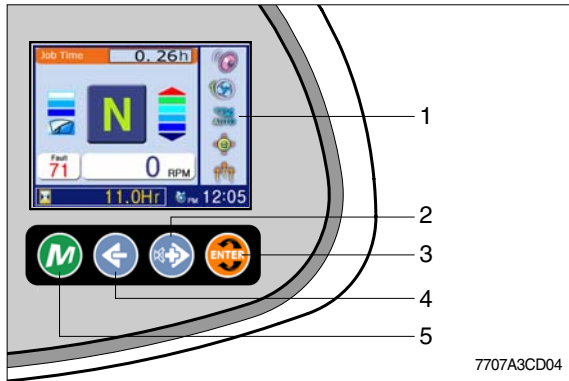 Job Time 0.26h
N
AUTO
Fault
71
0 RPM
11.0Hr PM 12:05
M
ENTER
1
2
3
4
5
7707A3CD04